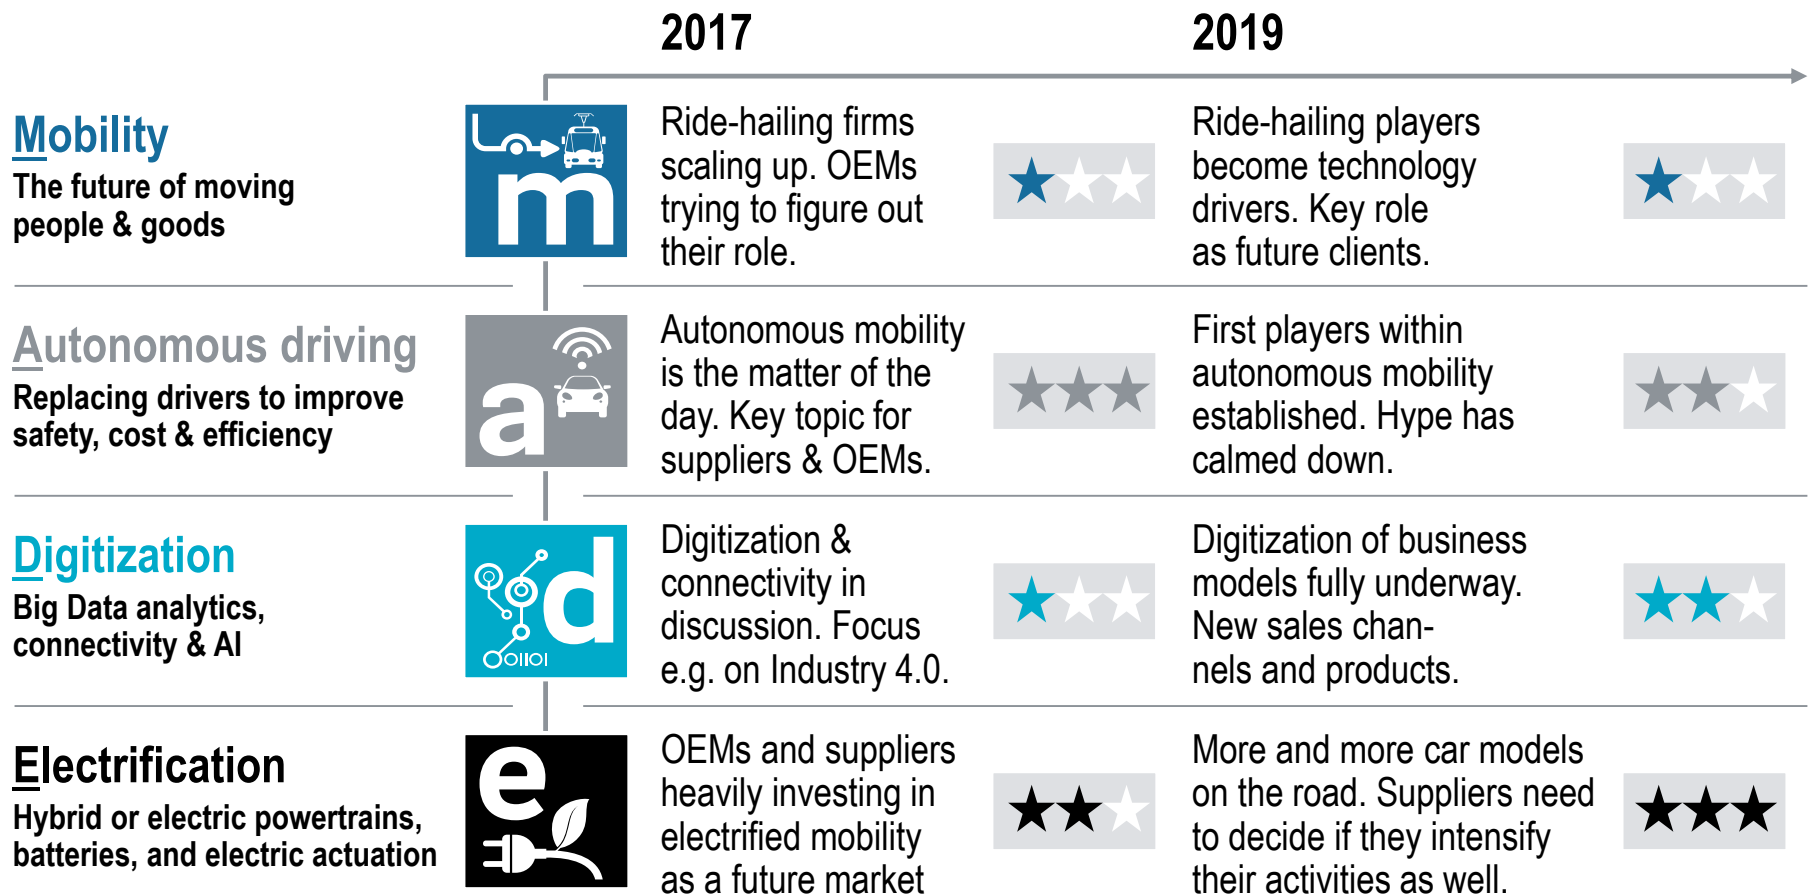 2017
2019
Mobility
The future of moving
people & goods
m
Ride-hailing firms
scaling up. OEMs
trying to figure out
their role.
Ride-hailing players
become technology
drivers. Key role
as future clients.
Autonomous driving
Replacing drivers to improve
safety, cost & efficiency
a
Autonomous mobility
is the matter of the
day. Key topic for
suppliers & OEMs.
First players within
autonomous mobility
established. Hype has
calmed down.
Digitization
Big Data analytics,
connectivity & AI
d
011101
Digitization &
connectivity in
discussion. Focus
e.g. on Industry 4.0.
Digitization of business
models fully underway.
New sales chan-
nels and products.
Electrification
Hybrid or electric powertrains,
batteries, and electric actuation
e
OEMs and suppliers
heavily investing in
electrified mobility
as a future market
More and more car models
on the road. Suppliers need
to decide if they intensify
their activities as well.